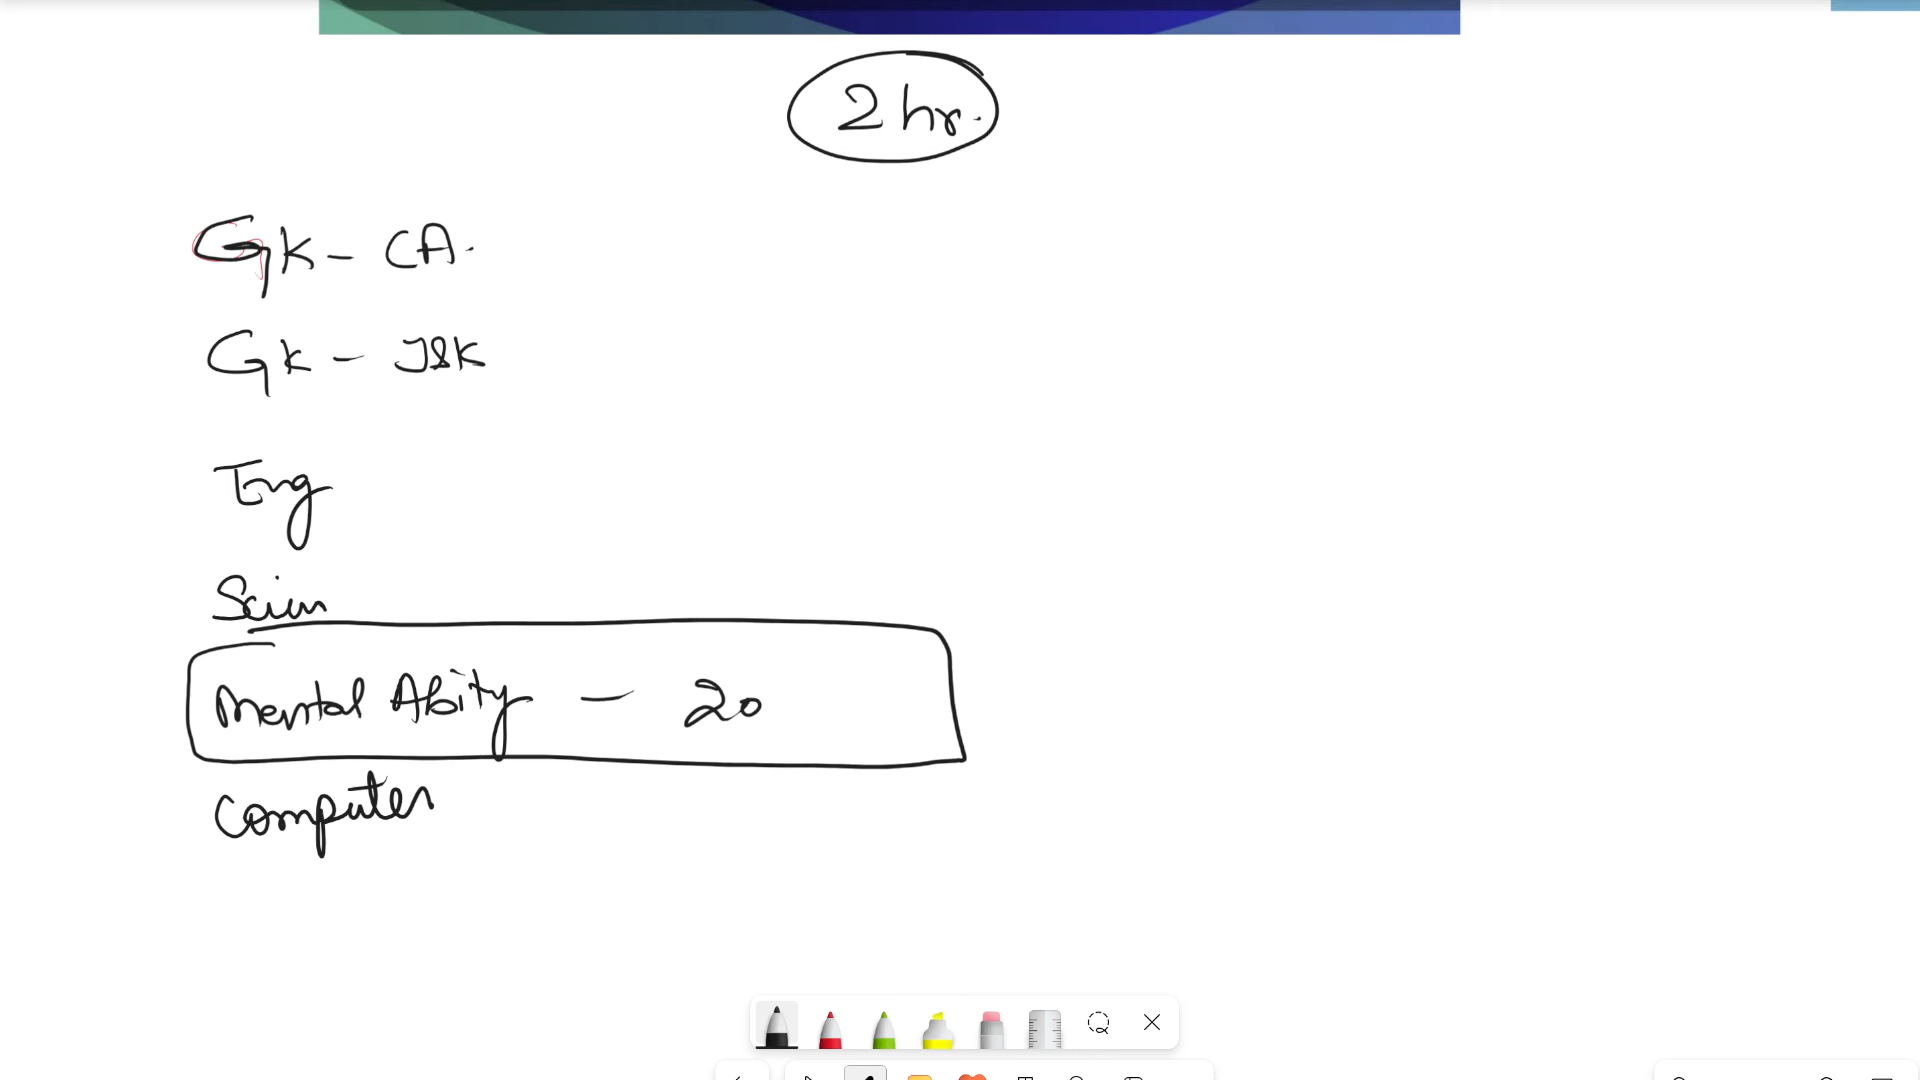 2 hr.
GK - CA.
GK - J&K
Eng
Scien
Mental Abity - 20
Computer